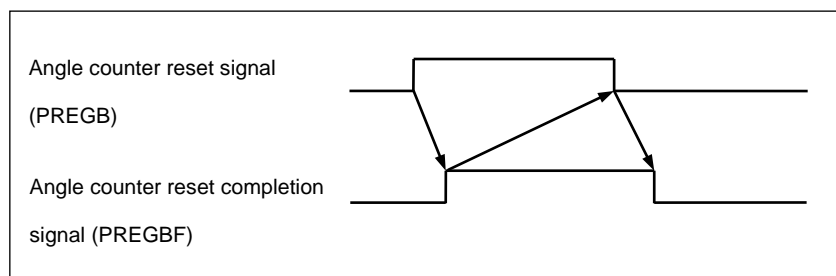 Angle counter reset signal
(PREGB)
Angle counter reset completion
signal (PREGBF)